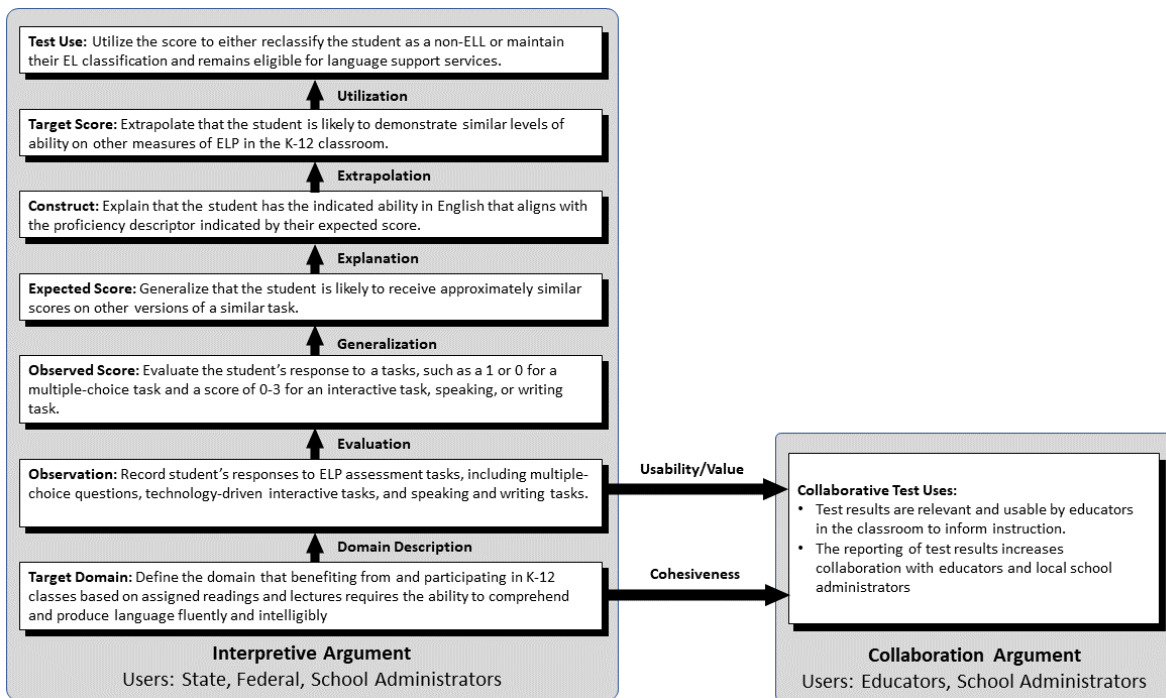 Test Use: Utilize the score to either reclassify the student as a non-ELL or maintain
their EL classification and remains eligible for language support services.
Utilization
Target Score: Extrapolate that the student is likely to demonstrate similar levels of
ability on other measures of ELP in the K-12 classroom.
Extrapolation
Construct: Explain that the student has the indicated ability in English that aligns with
the proficiency descriptor indicated by their expected score.
Explanation
Expected Score: Generalize that the student is likely to receive approximately similar
scores on other versions of a similar task.
Generalization
Observed Score: Evaluate the student's response to a tasks, such as a 1 or 0 for a
multiple-choice task and a score of 0-3 for an interactive task, speaking, or writing
task.
Evaluation
Observation: Record student's responses to ELP assessment tasks, including multiple-
choice questions, technology-driven interactive tasks, and speaking and writing tasks.
Domain Description
Target Domain: Define the domain that benefiting from and participating in K-12
classes based on assigned readings and lectures requires the ability to comprehend
and produce language fluently and intelligibly
Interpretive Argument
Users: State, Federal, School Administrators
Usability/Value
Cohesiveness
Collaborative Test Uses:
• Test results are relevant and usable by educators
in the classroom to inform instruction.
• The reporting of test results increases
collaboration with educators and local school
administrators
Collaboration Argument
Users: Educators, School Administrators